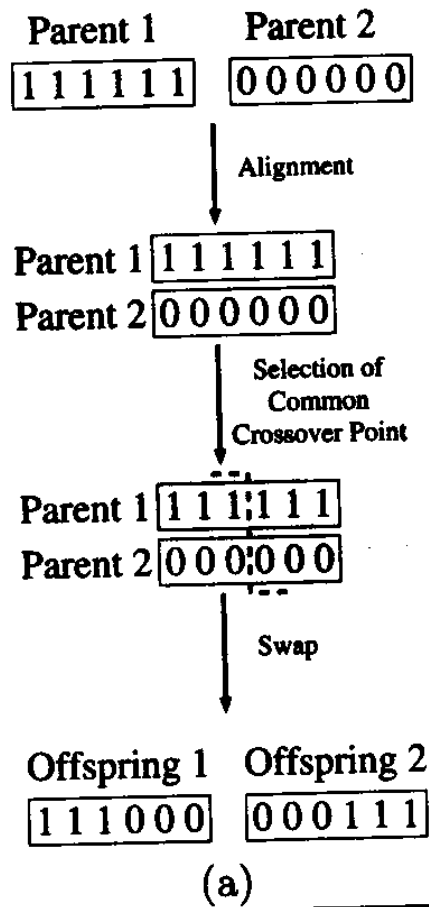 Parent 1 Parent 2
1 1 1 1 1 1 0 0 0 0 0 0
Alignment
Parent 1 1 1 1 1 1 1
Parent 2 0 0 0 0 0 0
Selection of
Common
Crossover Point
Parent 1 1 1 1 1 1 1
Parent 2 0 0 0 0 0 0
Swap
Offspring 1 Offspring 2
1 1 1 0 0 0 0 0 0 1 1 1
(a)